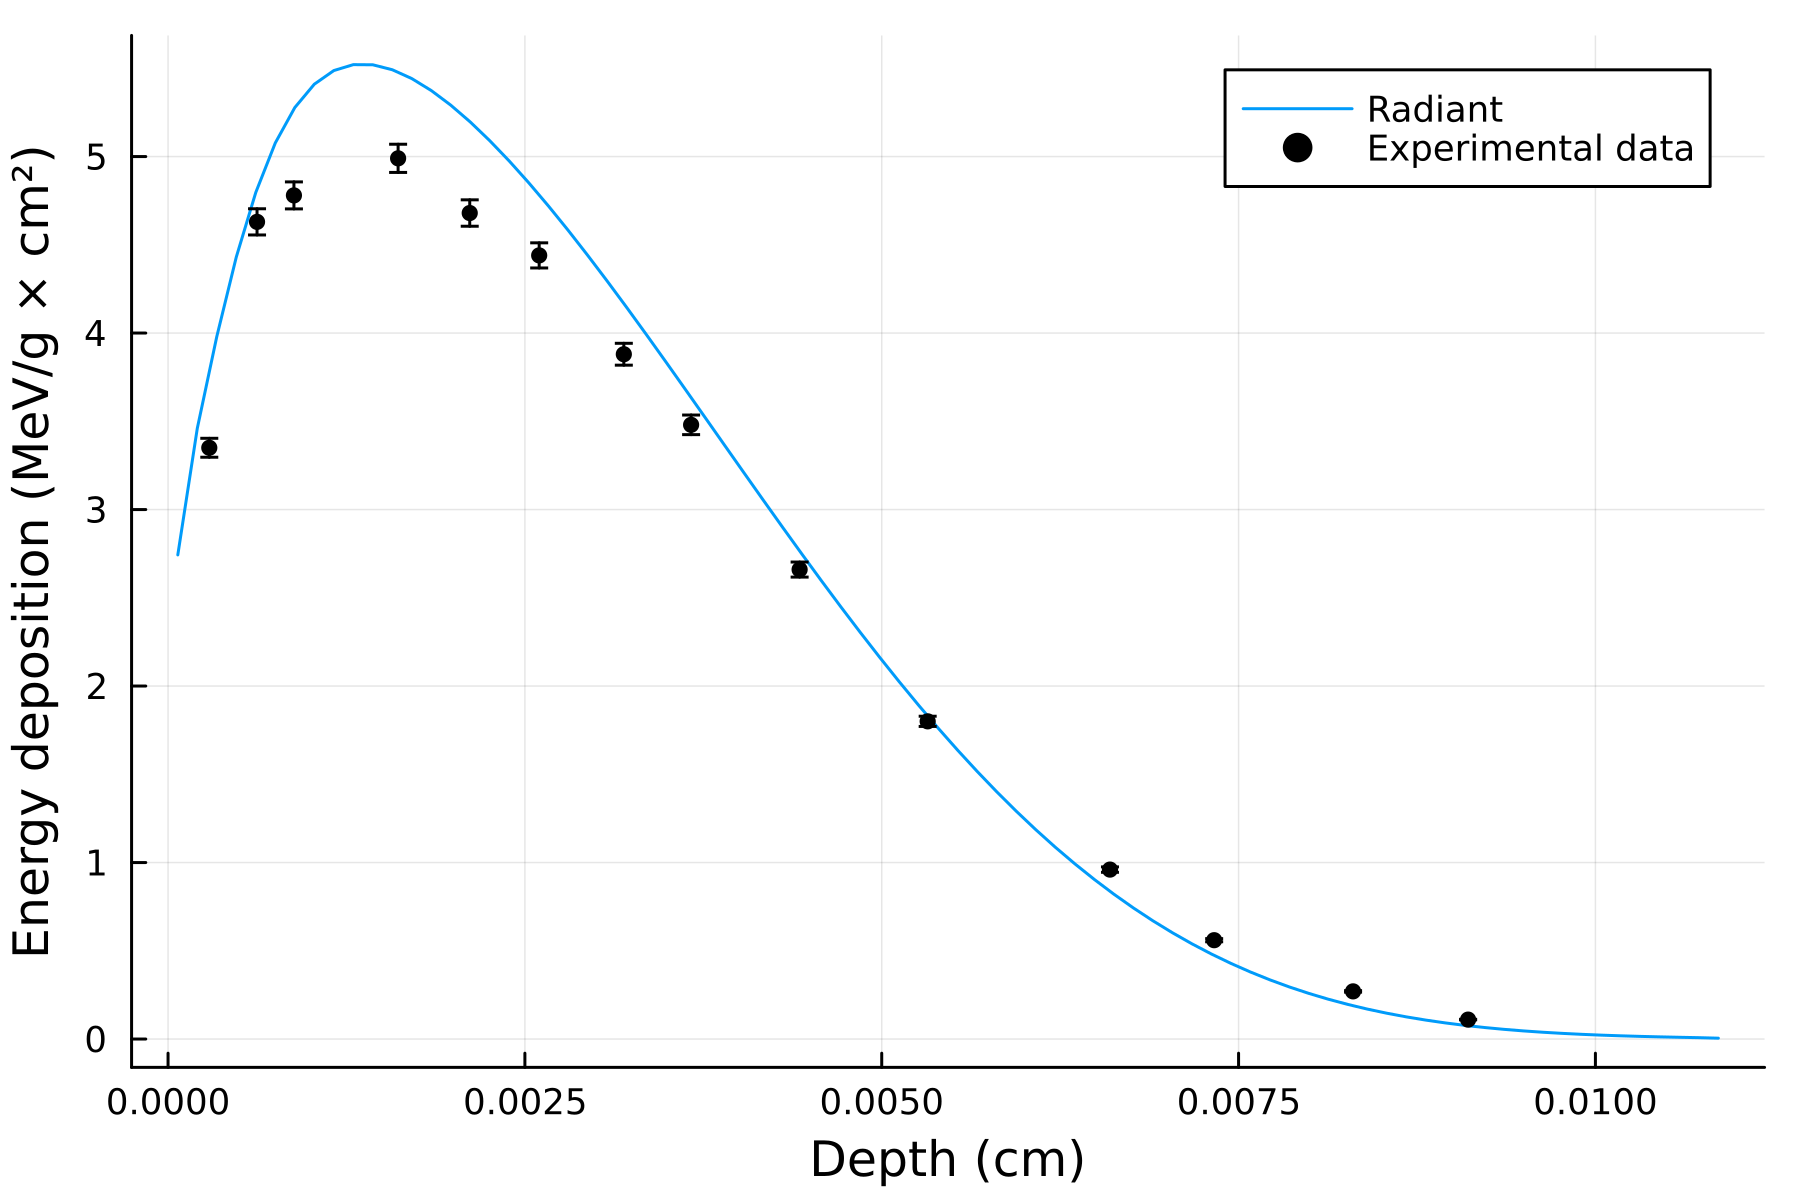 Radiant
Experimental data
Energy deposition (MeV/g × cm²)
5
4
3
2
1
0
0.0000 0.0025 0.0050 0.0075 0.0100
Depth (cm)